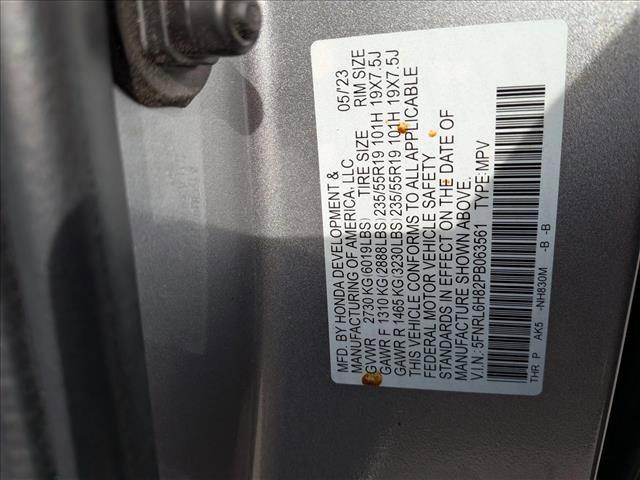 MFD. BY HONDA DEVELOPMENT &
MANUFACTURING OF AMERICA, LLC 05/'23
GVWR 2730 KG(6019LBS) TIRE SIZE RIM SIZE
GAWR F 1310 KG(2888LBS)235/55R19 101H 19X7.5J
GAWR R 1465 KG(3230LBS)235/55R19 101H 19X7.5J
THIS VEHICLE CONFORMS TO ALL APPLICABLE
FEDERAL MOTOR VEHICLE SAFETY
STANDARDS IN EFFECT ON THE DATE OF
MANUFACTURE SHOWN ABOVE.
V.I.N.: 5FNRL6H82PB063561 TYPE:MPV
THR P AK5 -NH830M -B -B